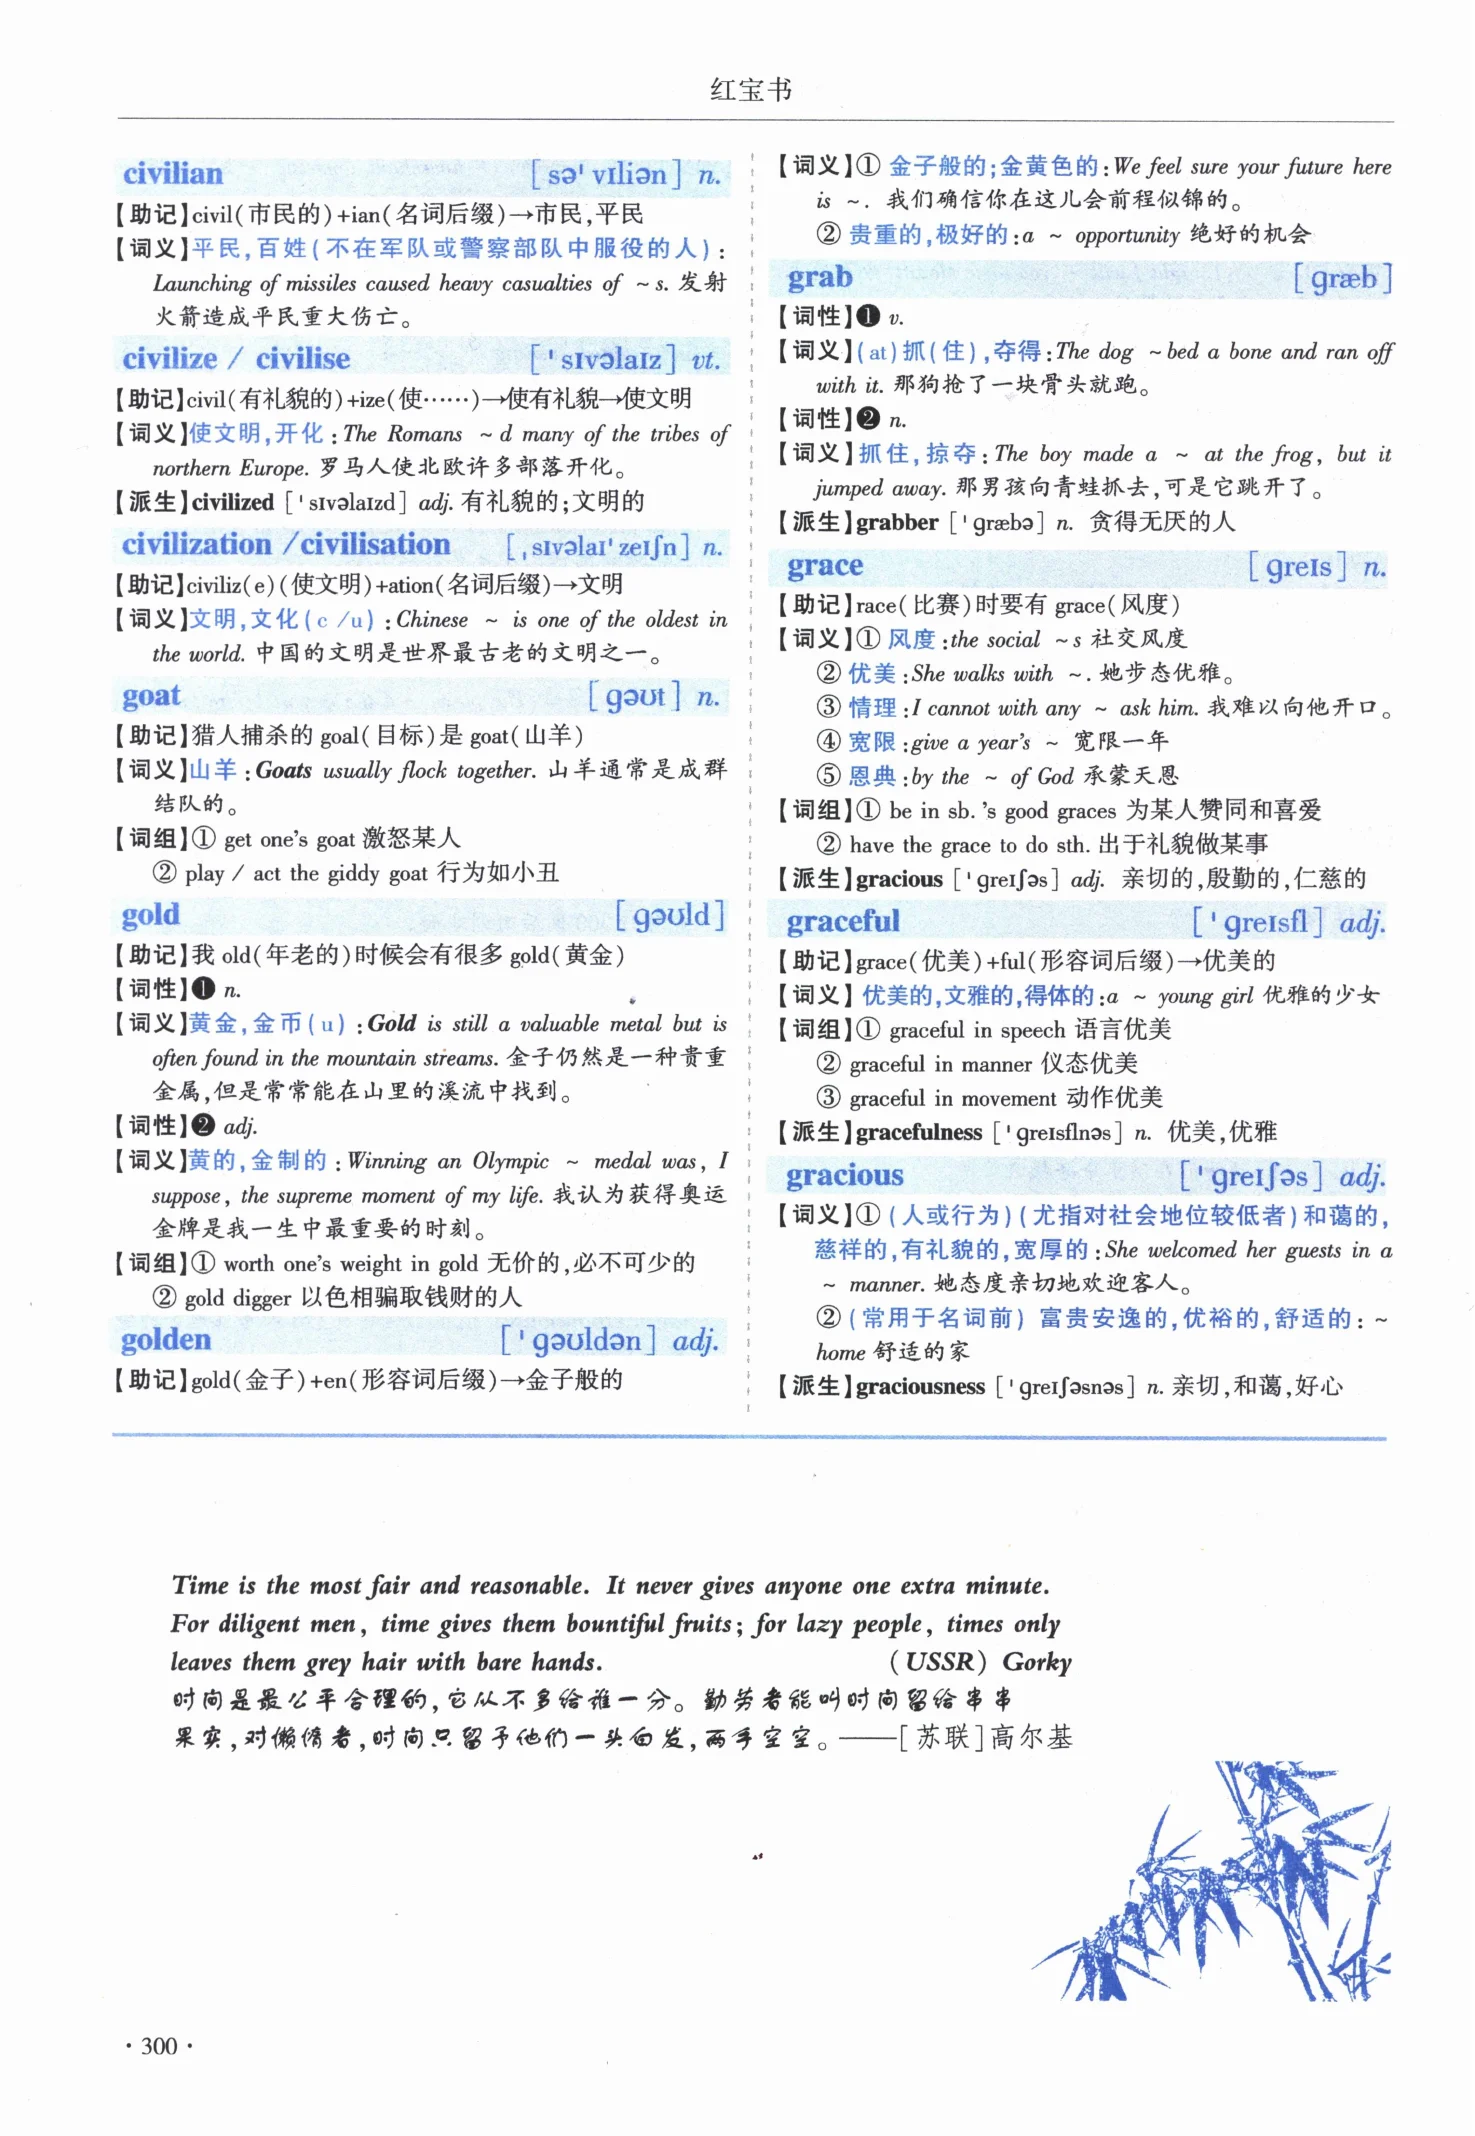 红宝书
civilian [sə'vɪliən] n.
【助记】civil(市民的)+ian(名词后缀)→市民,平民
【词义】平民,百姓(不在军队或警察部队中服役的人):
Launching of missiles caused heavy casualties of ~s. 发射
火箭造成平民重大伤亡。
civilize / civilise ['sɪvəlaɪz] vt.
【助记】civil(有礼貌的)+ize(使……)→使有礼貌→使文明
【词义】使文明,开化:The Romans ~d many of the tribes of
northern Europe. 罗马人使北欧许多部落开化。
【派生】civilized ['sɪvəlaɪzd] adj. 有礼貌的;文明的
civilization /civilisation [ˌsɪvəlaɪ'zeɪʃn] n.
【助记】civiliz(e)(使文明)+ation(名词后缀)→文明
【词义】文明,文化(c /u):Chinese ~ is one of the oldest in
the world. 中国的文明是世界最古老的文明之一。
goat [ɡəʊt] n.
【助记】猎人捕杀的 goal(目标)是 goat(山羊)
【词义】山羊:Goats usually flock together. 山羊通常是成群
结队的。
【词组】① get one's goat 激怒某人
② play / act the giddy goat 行为如小丑
gold [ɡəʊld]
【助记】我 old(年老的)时候会有很多 gold(黄金)
【词性】❶ n.
【词义】黄金,金币(u):Gold is still a valuable metal but is
often found in the mountain streams. 金子仍然是一种贵重
金属,但是常常能在山里的溪流中找到。
【词性】❷ adj.
【词义】黄的,金制的:Winning an Olympic ~ medal was, I
suppose, the supreme moment of my life. 我认为获得奥运
金牌是我一生中最重要的时刻。
【词组】① worth one's weight in gold 无价的,必不可少的
② gold digger 以色相骗取钱财的人
golden ['ɡəʊldən] adj.
【助记】gold(金子)+en(形容词后缀)→金子般的
【词义】① 金子般的;金黄色的:We feel sure your future here
is ~. 我们确信你在这儿会前程似锦的。
② 贵重的,极好的:a ~ opportunity 绝好的机会
grab [ɡræb]
【词性】❶ v.
【词义】(at)抓(住),夺得:The dog ~bed a bone and ran off
with it. 那狗抢了一块骨头就跑。
【词性】❷ n.
【词义】抓住,掠夺:The boy made a ~ at the frog, but it
jumped away. 那男孩向青蛙抓去,可是它跳开了。
【派生】grabber ['ɡræbə] n. 贪得无厌的人
grace [ɡreɪs] n.
【助记】race(比赛)时要有 grace(风度)
【词义】① 风度:the social ~s 社交风度
② 优美:She walks with ~. 她步态优雅。
③ 情理:I cannot with any ~ ask him. 我难以向他开口。
④ 宽限:give a year's ~ 宽限一年
⑤ 恩典:by the ~ of God 承蒙天恩
【词组】① be in sb. 's good graces 为某人赞同和喜爱
② have the grace to do sth. 出于礼貌做某事
【派生】gracious ['ɡreɪʃəs] adj. 亲切的,殷勤的,仁慈的
graceful ['ɡreɪsfl] adj.
【助记】grace(优美)+ful(形容词后缀)→优美的
【词义】优美的,文雅的,得体的:a ~ young girl 优雅的少女
【词组】① graceful in speech 语言优美
② graceful in manner 仪态优美
③ graceful in movement 动作优美
【派生】gracefulness ['ɡreɪsflnəs] n. 优美,优雅
gracious ['ɡreɪʃəs] adj.
【词义】①(人或行为)(尤指对社会地位较低者)和蔼的,
慈祥的,有礼貌的,宽厚的:She welcomed her guests in a
~ manner. 她态度亲切地欢迎客人。
②(常用于名词前) 富贵安逸的,优裕的,舒适的: ~
home 舒适的家
【派生】graciousness ['ɡreɪʃəsnəs] n. 亲切,和蔼,好心
Time is the most fair and reasonable. It never gives anyone one extra minute.
For diligent men, time gives them bountiful fruits; for lazy people, times only
leaves them grey hair with bare hands. (USSR) Gorky
时间是最公平合理的,它从不多给谁一分。勤劳者能叫时间留给串串
果实,对懒惰者,时间只留予他们一头白发,两手空空。——[苏联]高尔基
·300·